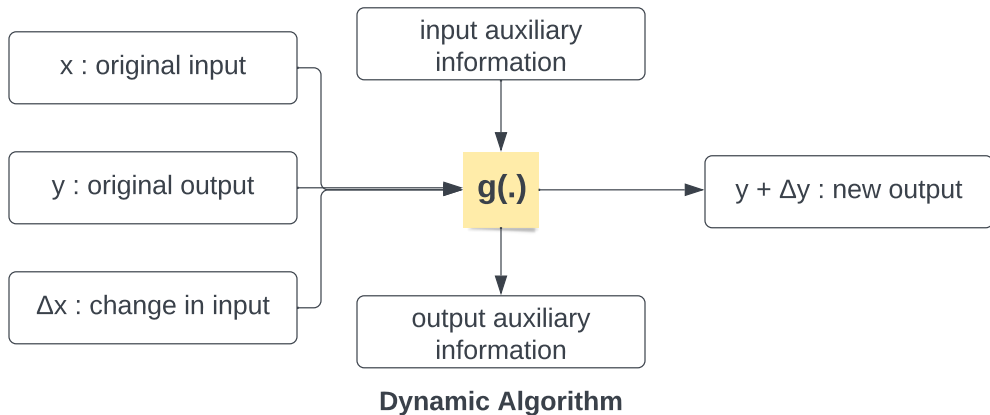 x : original input
y : original output
Δx : change in input
input auxiliary
information
g(.)
output auxiliary
information
y + Δy : new output
Dynamic Algorithm